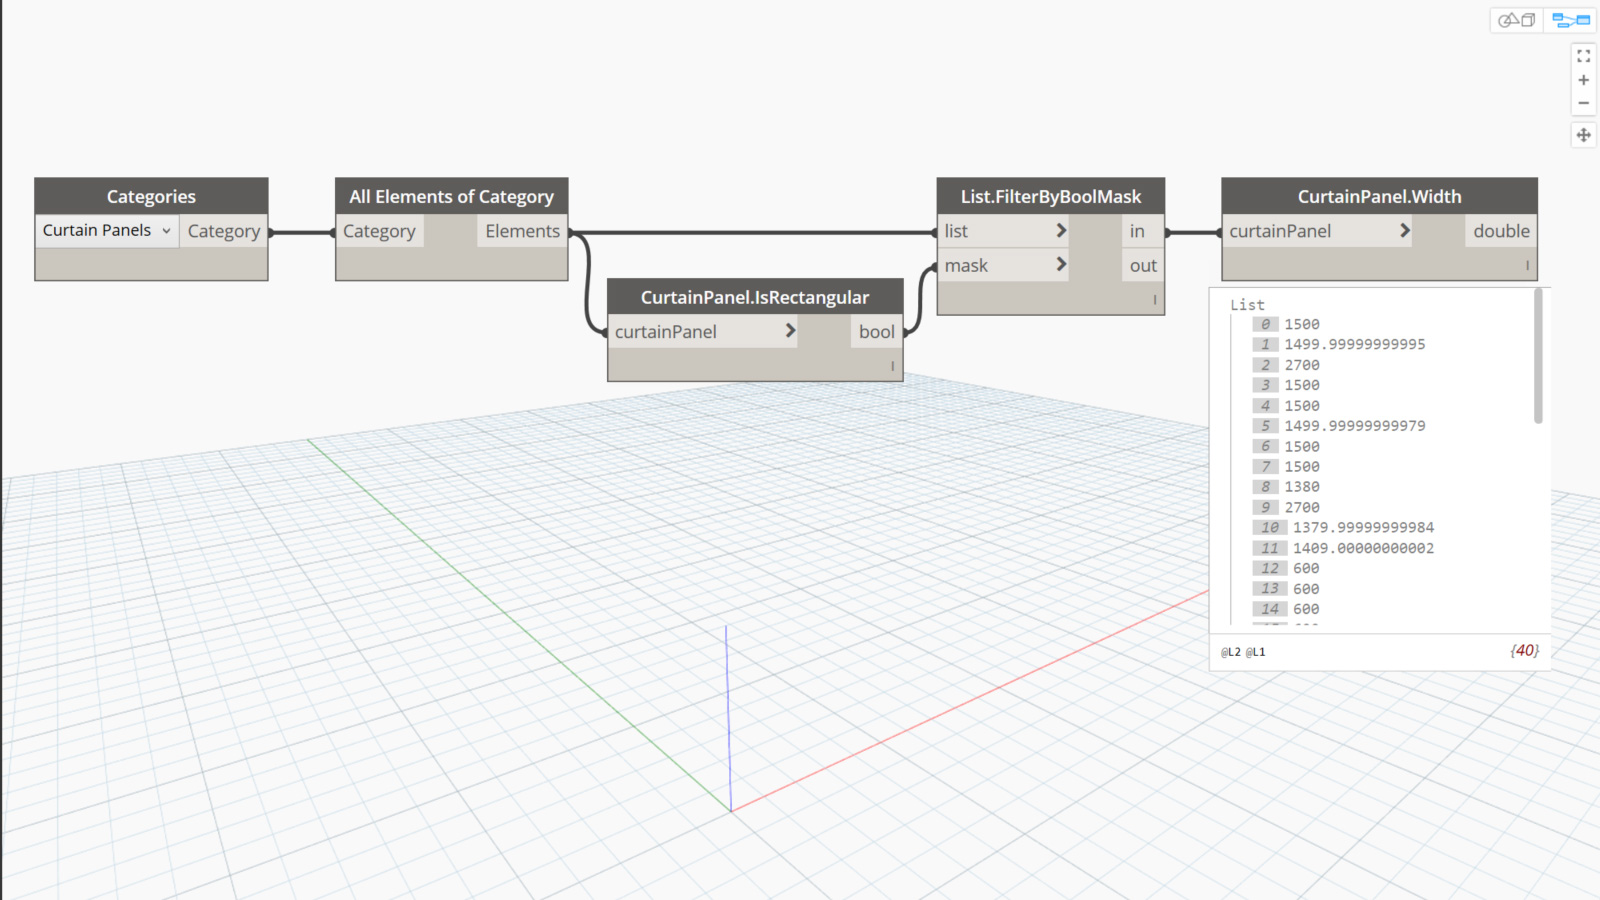 Categories
Curtain Panels Category
All Elements of Category
Category Elements
CurtainPanel.IsRectangular
curtainPanel > bool
List.FilterByBoolMask
list > in
mask > out
CurtainPanel.Width
curtainPanel > double
List
0 1500
1 1499.99999999995
2 2700
3 1500
4 1500
5 1499.99999999979
6 1500
7 1500
8 1380
9 2700
10 1379.99999999984
11 1409.00000000002
12 600
13 600
14 600
@L2 @L1 {40}